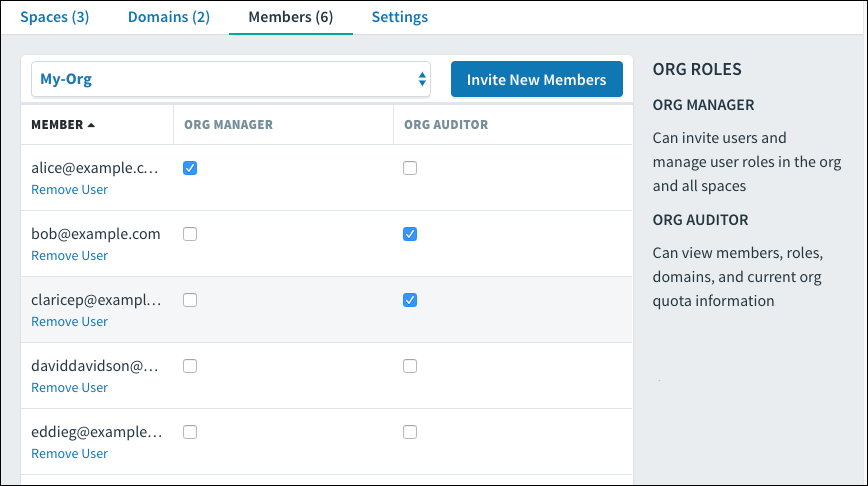 Spaces (3) Domains (2) Members (6) Settings
My-Org Invite New Members
MEMBER ORG MANAGER ORG AUDITOR
alice@example.c…
Remove User
bob@example.com
Remove User
claricep@exampl…
Remove User
daviddavidson@…
Remove User
eddieg@example…
Remove User
ORG ROLES
ORG MANAGER
Can invite users and
manage user roles in the org
and all spaces
ORG AUDITOR
Can view members, roles,
domains, and current org
quota information